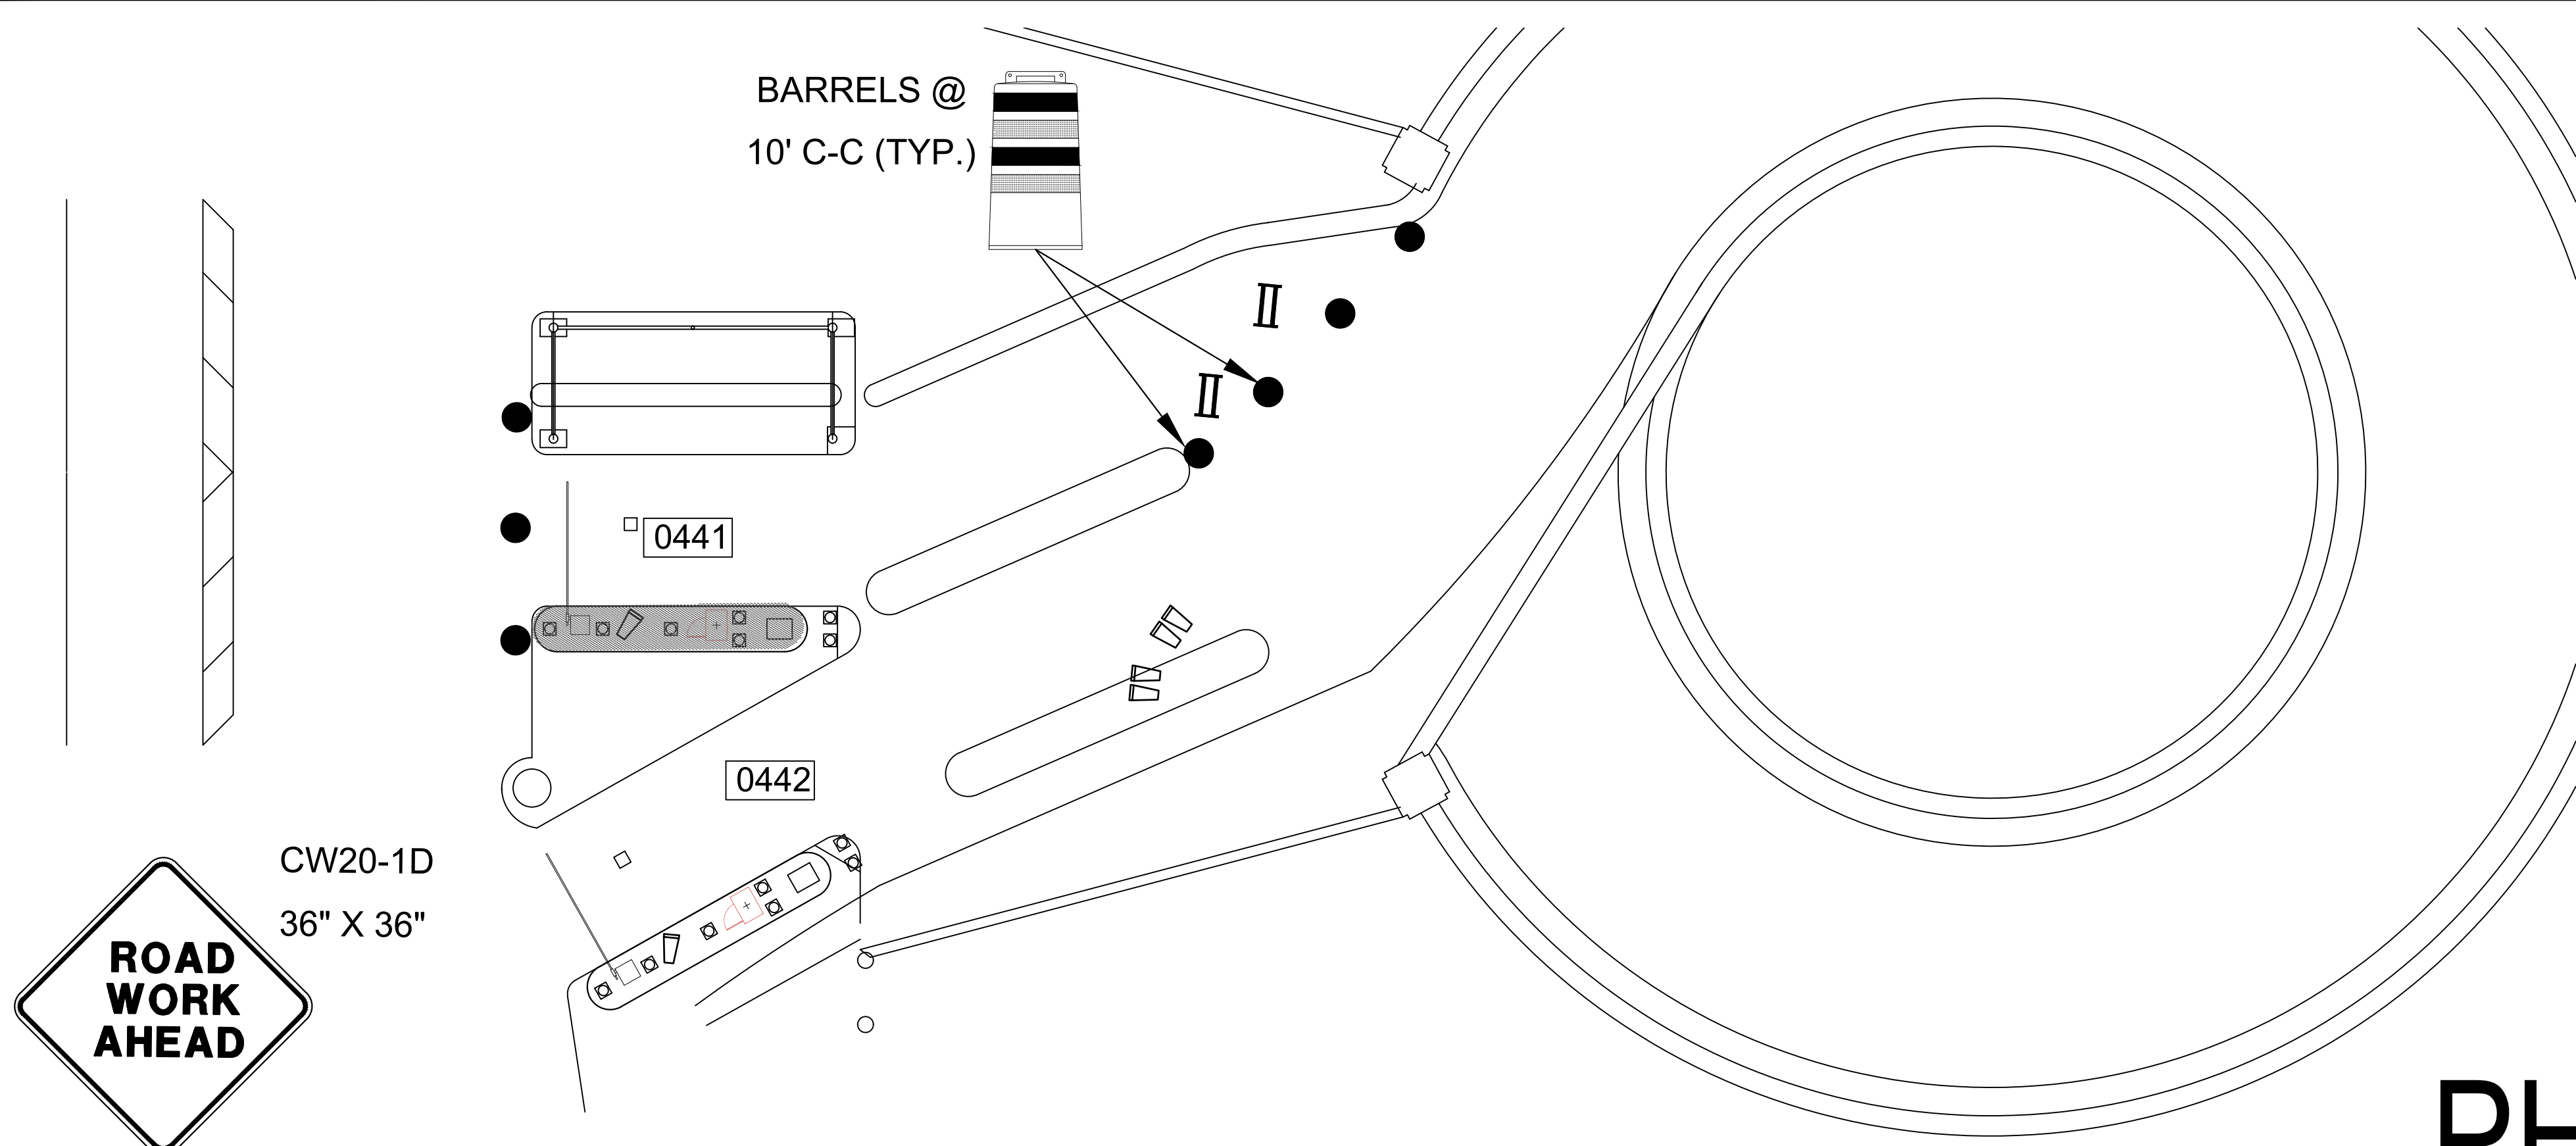 BARRELS @
10' C-C (TYP.)
0441
0442
CW20-1D
36" X 36"
ROAD
WORK
AHEAD